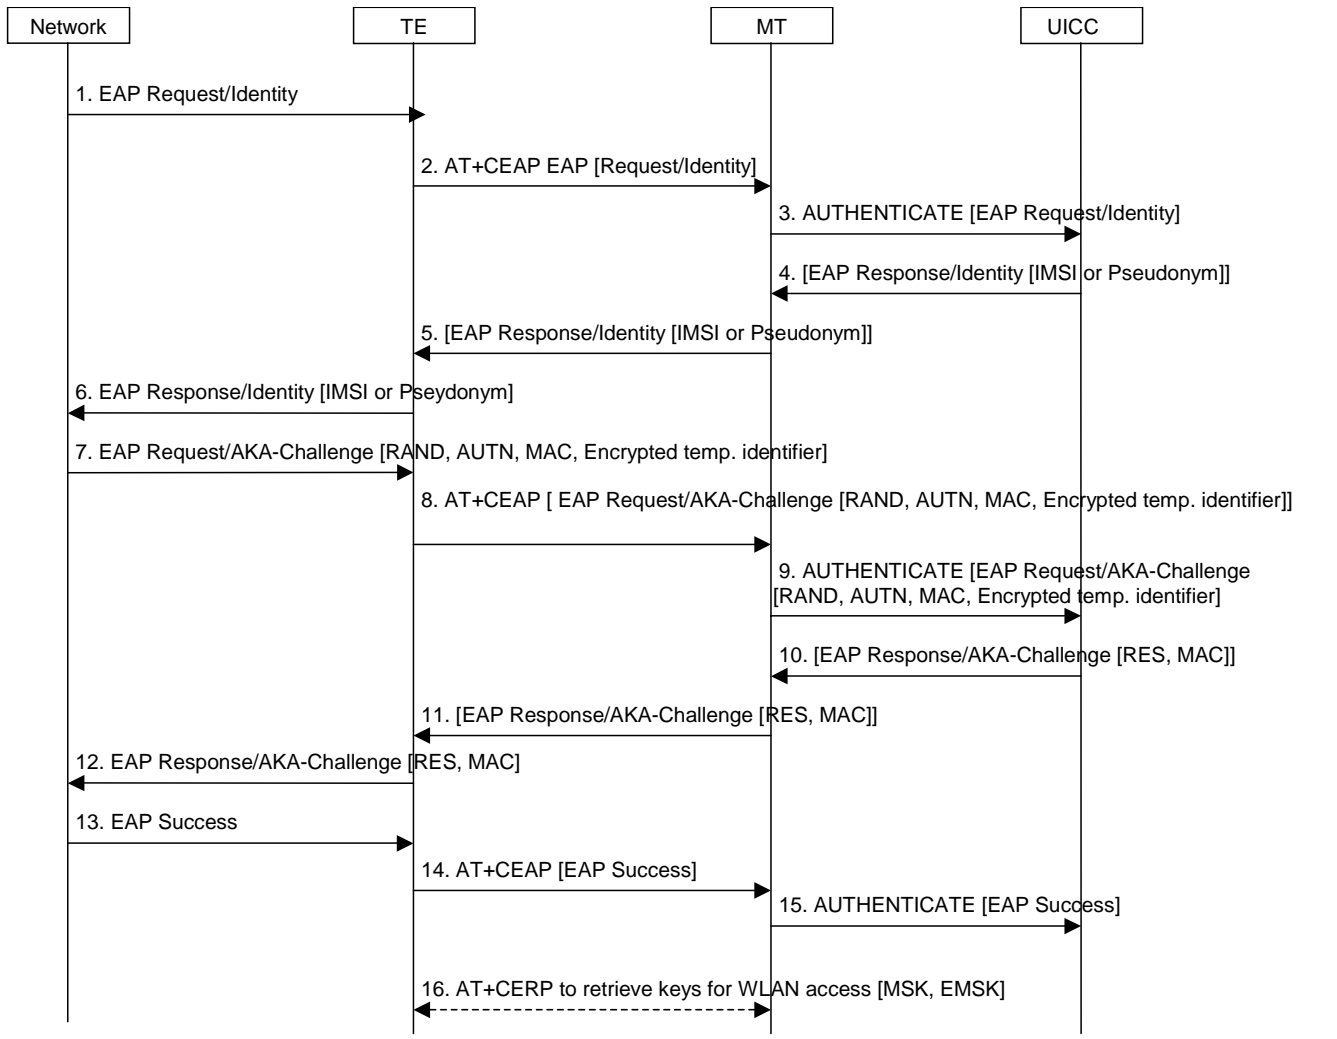 Network
TE
MT
UICC
1. EAP Request/Identity
2. AT+CEAP EAP [Request/Identity]
3. AUTHENTICATE [EAP Request/Identity]
4. [EAP Response/Identity [IMSI or Pseudonym]]
5. [EAP Response/Identity [IMSI or Pseudonym]]
6. EAP Response/Identity [IMSI or Pseydonym]
7. EAP Request/AKA-Challenge [RAND, AUTN, MAC, Encrypted temp. identifier]
8. AT+CEAP [ EAP Request/AKA-Challenge [RAND, AUTN, MAC, Encrypted temp. identifier]]
9. AUTHENTICATE [EAP Request/AKA-Challenge
[RAND, AUTN, MAC, Encrypted temp. identifier]
10. [EAP Response/AKA-Challenge [RES, MAC]]
11. [EAP Response/AKA-Challenge [RES, MAC]]
12. EAP Response/AKA-Challenge [RES, MAC]
13. EAP Success
14. AT+CEAP [EAP Success]
15. AUTHENTICATE [EAP Success]
16. AT+CERP to retrieve keys for WLAN access [MSK, EMSK]